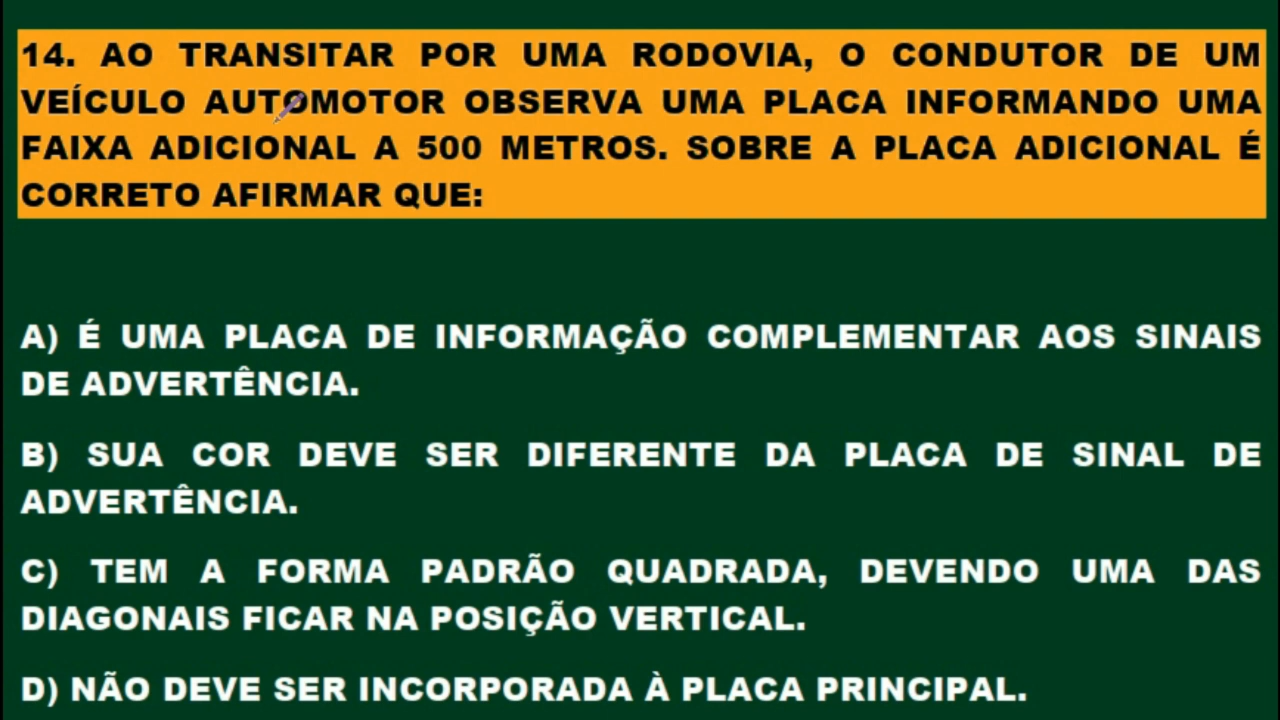 14. AO TRANSITAR POR UMA RODOVIA, O CONDUTOR DE UM
VEÍCULO AUTOMOTOR OBSERVA UMA PLACA INFORMANDO UMA
FAIXA ADICIONAL A 500 METROS. SOBRE A PLACA ADICIONAL É
CORRETO AFIRMAR QUE:
A) É UMA PLACA DE INFORMAÇÃO COMPLEMENTAR AOS SINAIS
DE ADVERTÊNCIA.
B) SUA COR DEVE SER DIFERENTE DA PLACA DE SINAL DE
ADVERTÊNCIA.
C) TEM A FORMA PADRÃO QUADRADA, DEVENDO UMA DAS
DIAGONAIS FICAR NA POSIÇÃO VERTICAL.
D) NÃO DEVE SER INCORPORADA À PLACA PRINCIPAL.